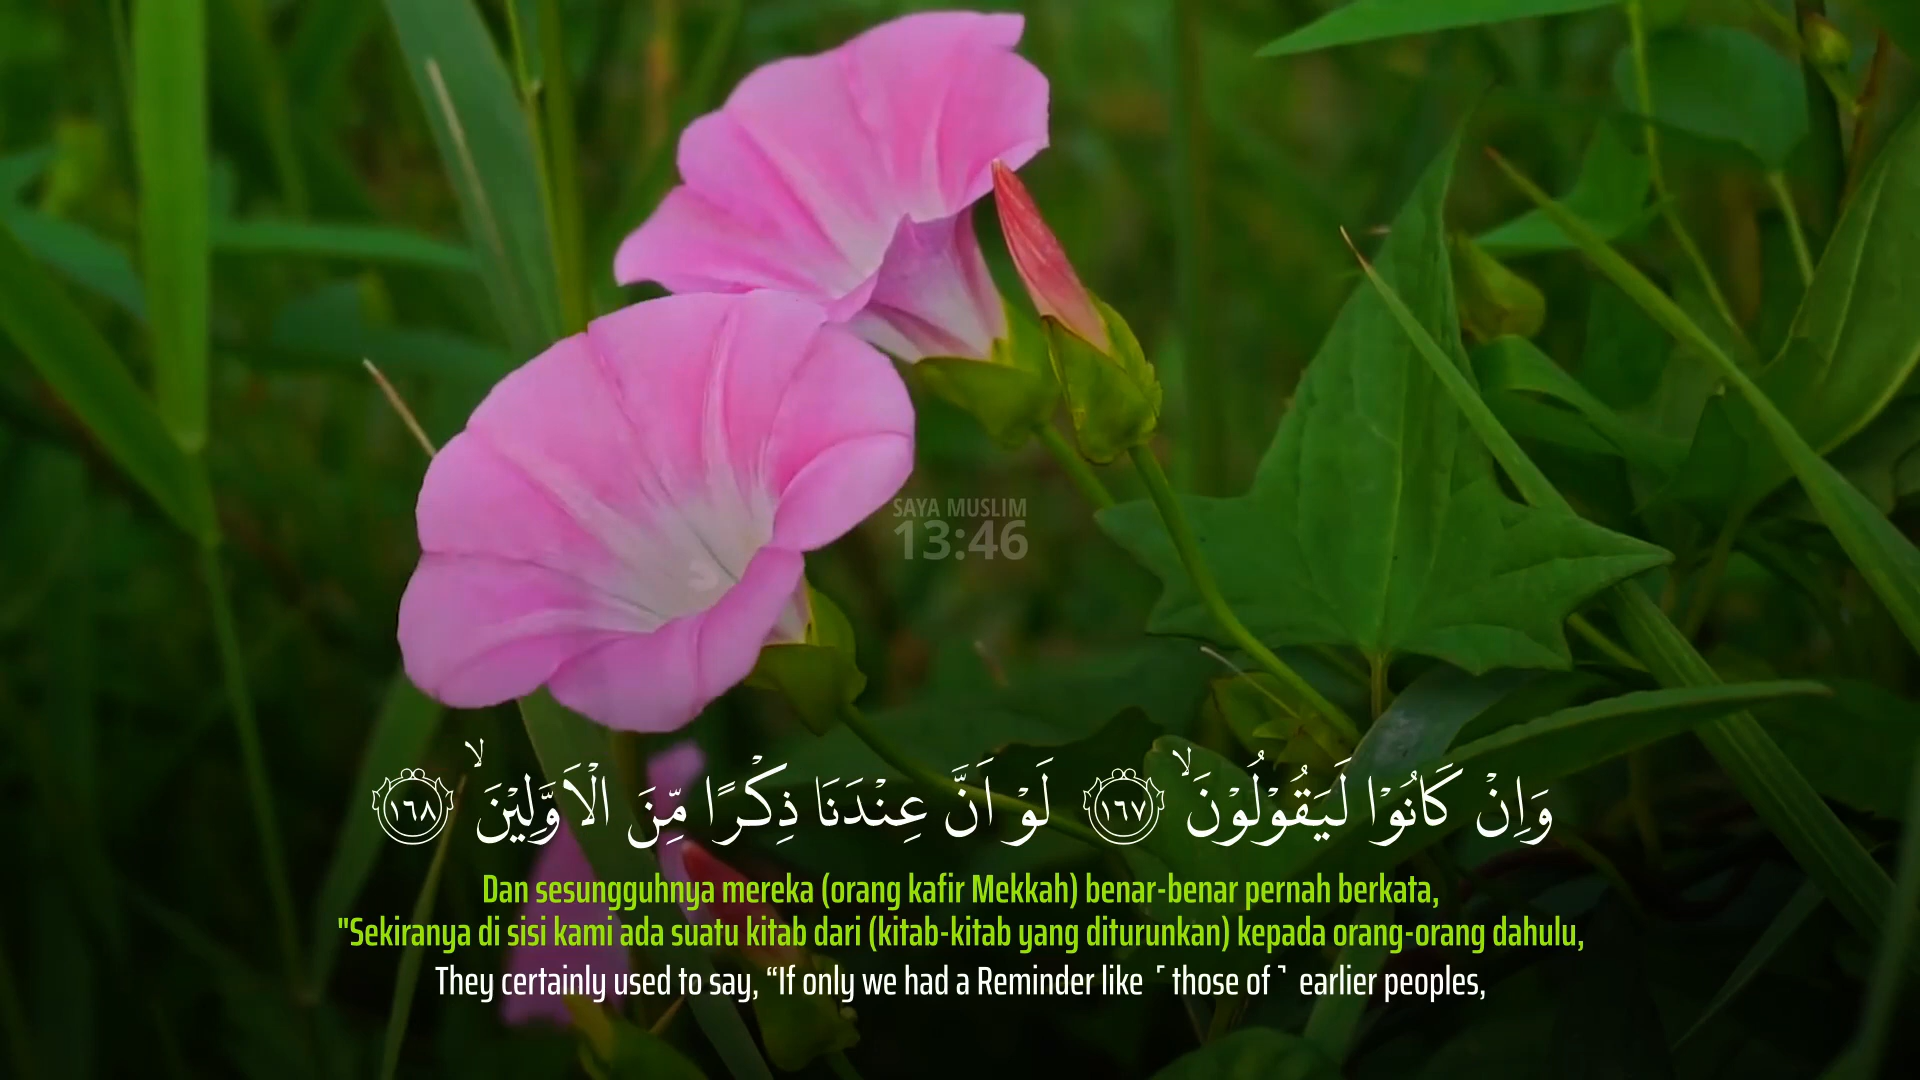 SAYA MUSLIM
13:46
وَاِنْ كَانُوْا لَيَقُوْلُوْنَۙ ١٦٧ لَوْ اَنَّ عِنْدَنَا ذِكْرًا مِّنَ الْاَوَّلِيْنَۙ ١٦٨
Dan sesungguhnya mereka (orang kafir Mekkah) benar-benar pernah berkata,
"Sekiranya di sisi kami ada suatu kitab dari (kitab-kitab yang diturunkan) kepada orang-orang dahulu,
They certainly used to say, “If only we had a Reminder like ˹those of˺ earlier peoples,